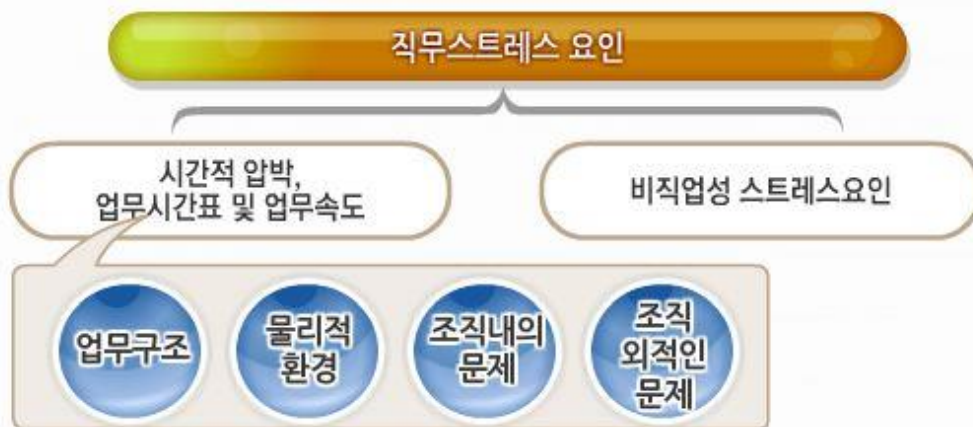 직무스트레스 요인
시간적 압박,
업무시간표 및 업무속도
비직업성 스트레스요인
업무구조
물리적
환경
조직내의
문제
조직
외적인
문제